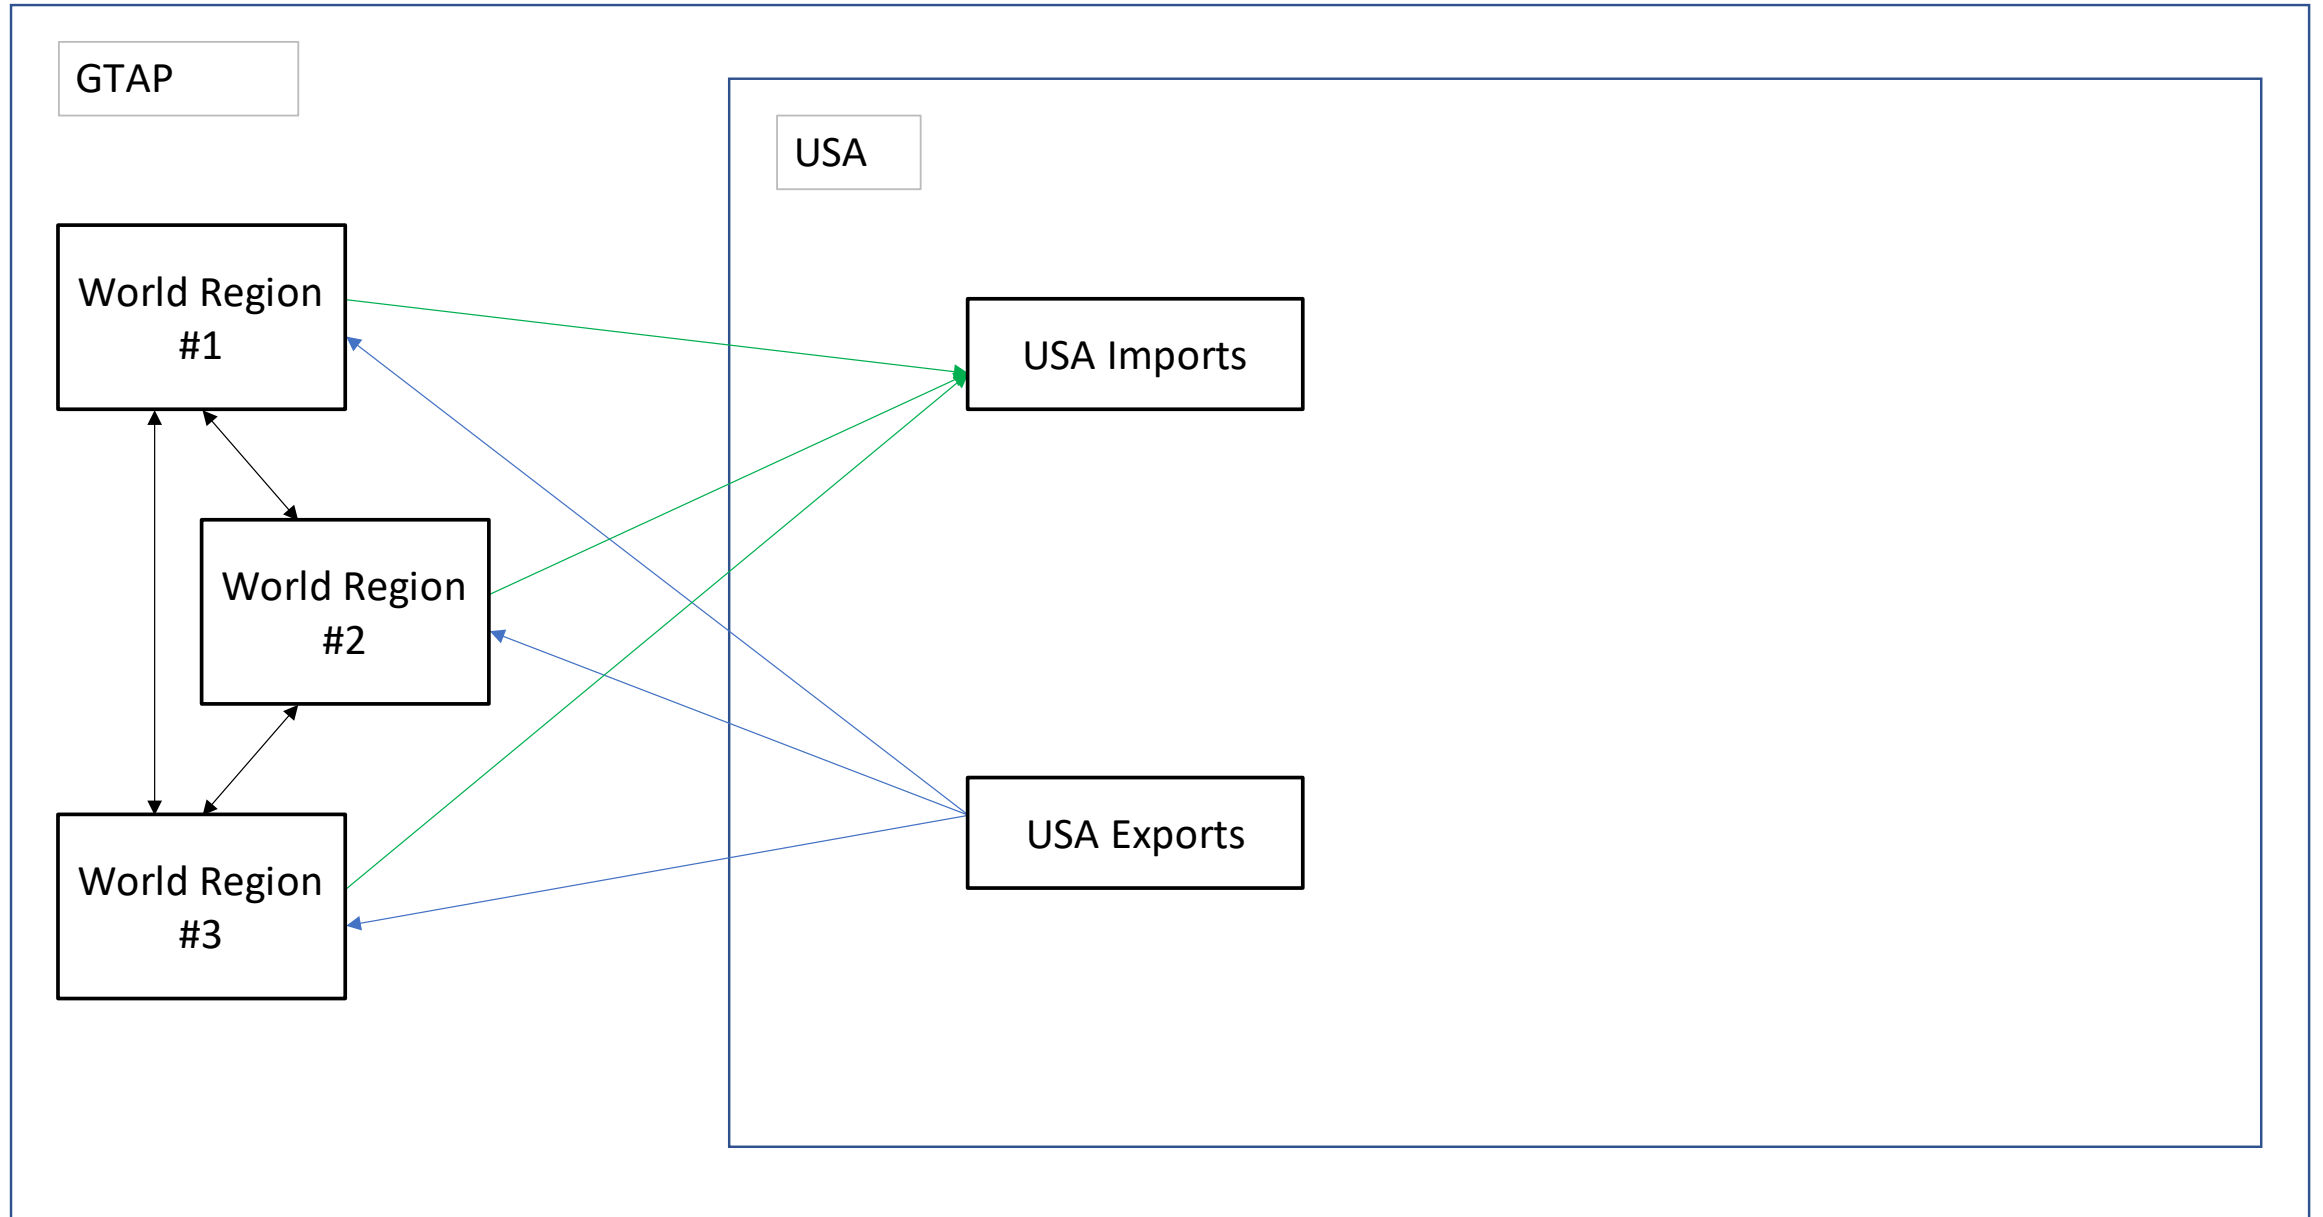 GTAP
USA
World Region
#1
USA Imports
World Region
#2
USA Exports
World Region
#3